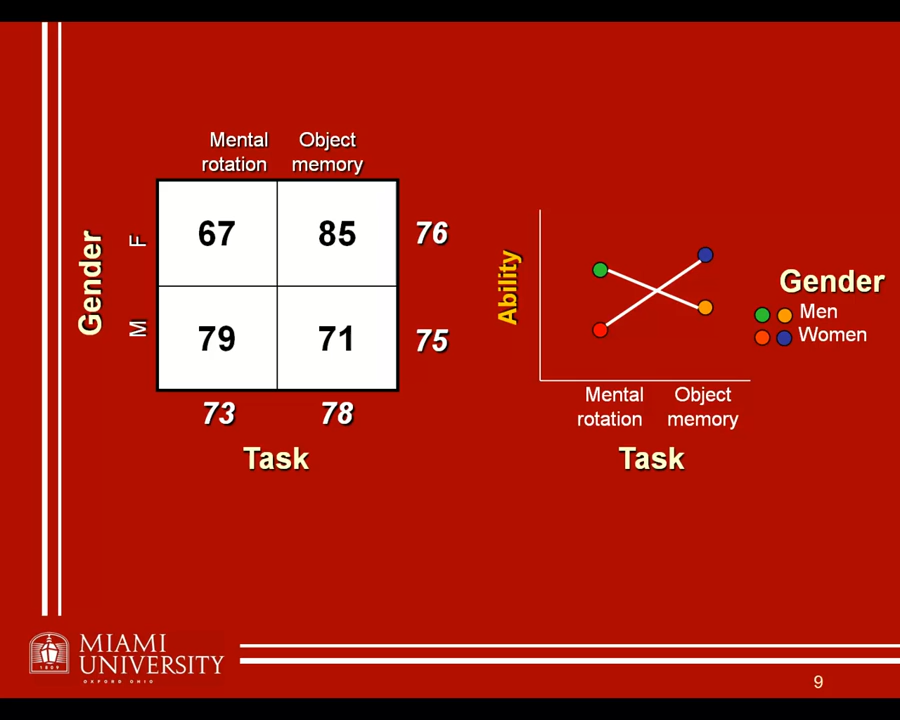 Mental Object
rotation memory
Gender
F
67 85 76
M
79 71 75
73 78
Task
Ability
Gender
Men
Women
Mental Object
rotation memory
Task
MIAMI
UNIVERSITY
1809
OXFORD OHIO
9